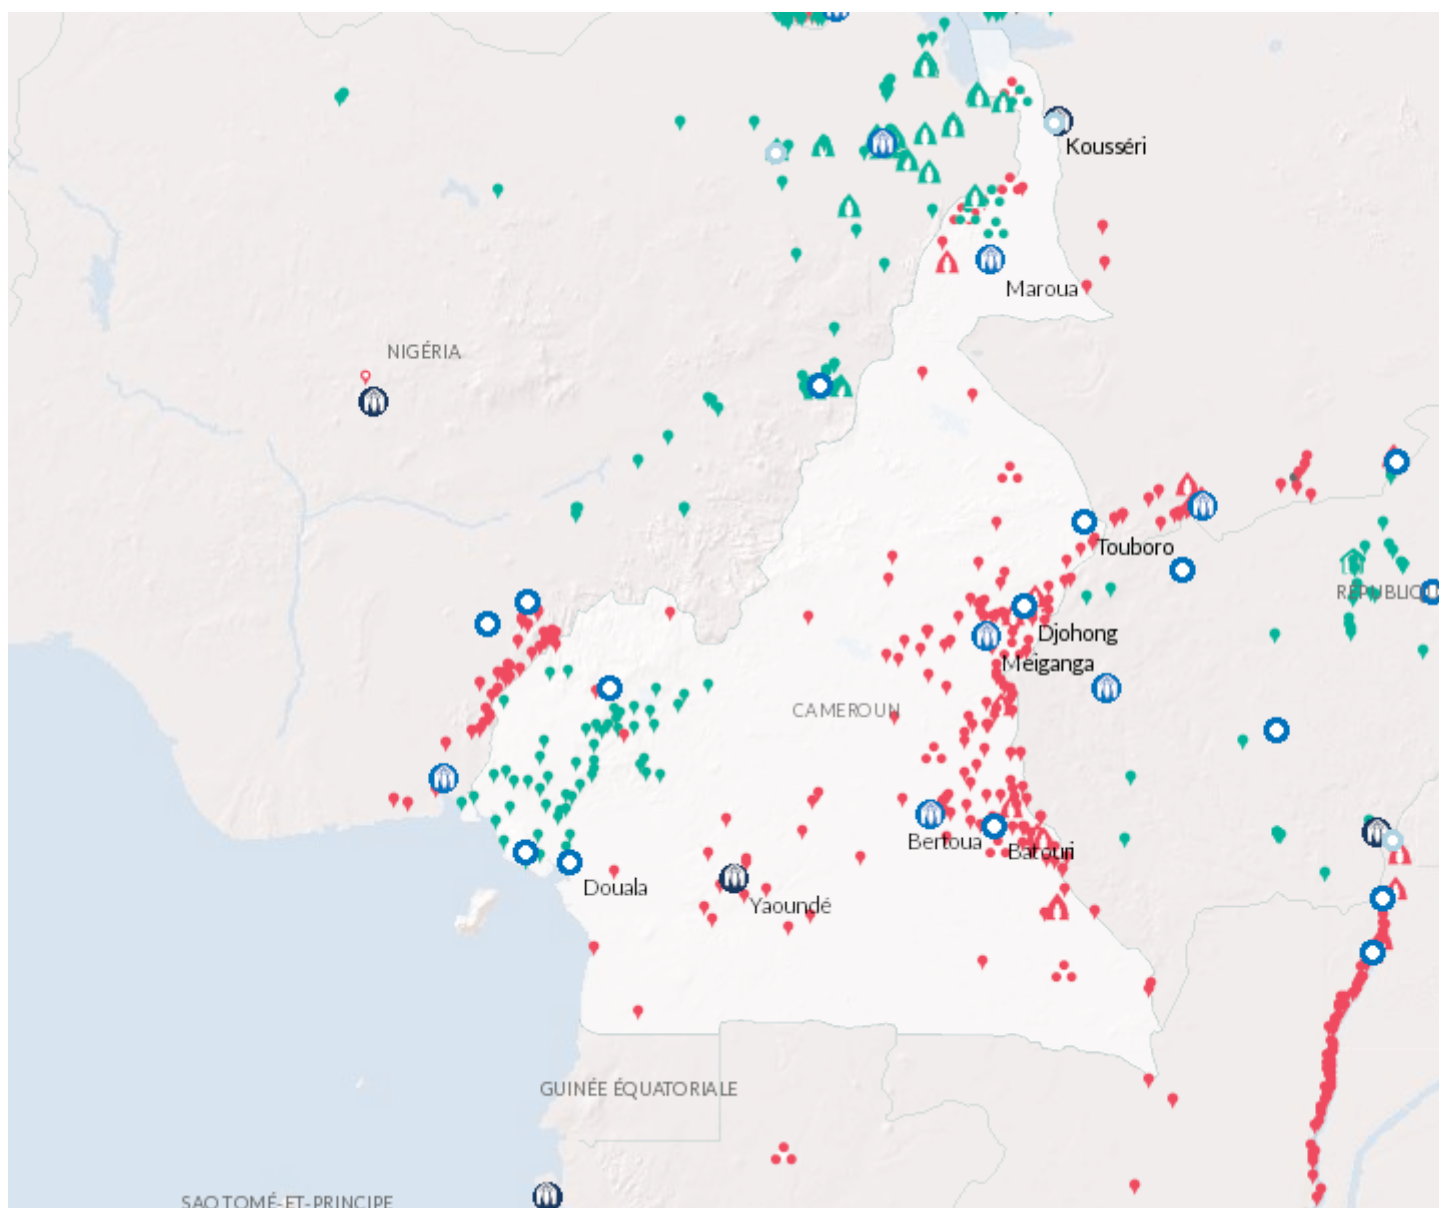 Kousséri
Maroua
NIGÉRIA
Touboro
Djohong
Meiganga
CAMEROUN
Bertoua
Batouri
Douala
Yaoundé
GUINÉE ÉQUATORIALE
SAO TOMÉ-ET-PRINCIPE